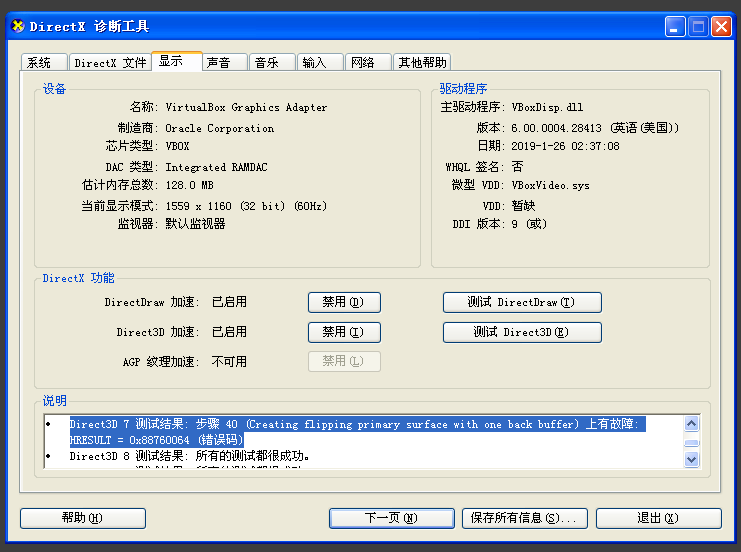 DirectX 诊断工具
系统 DirectX 文件 显示 声音 音乐 输入 网络 其他帮助
设备
名称: VirtualBox Graphics Adapter
制造商: Oracle Corporation
芯片类型: VBOX
DAC 类型: Integrated RAMDAC
估计内存总数: 128.0 MB
当前显示模式: 1559 x 1160 (32 bit) (60Hz)
监视器: 默认监视器
驱动程序
主驱动程序: VBoxDisp.dll
版本: 6.00.0004.28413 (英语(美国))
日期: 2019-1-26 02:37:08
WHQL 签名: 否
微型 VDD: VBoxVideo.sys
VDD: 暂缺
DDI 版本: 9 (或)
DirectX 功能
DirectDraw 加速: 已启用 禁用(D) 测试 DirectDraw(T)
Direct3D 加速: 已启用 禁用(I) 测试 Direct3D(E)
AGP 纹理加速: 不可用 禁用(L)
说明
Direct3D 7 测试结果: 步骤 40 (Creating flipping primary surface with one back buffer) 上有故障:
HRESULT = 0x88760064 (错误码)
Direct3D 8 测试结果: 所有的测试都很成功。
帮助(H) 下一页(N) 保存所有信息(S)... 退出(X)